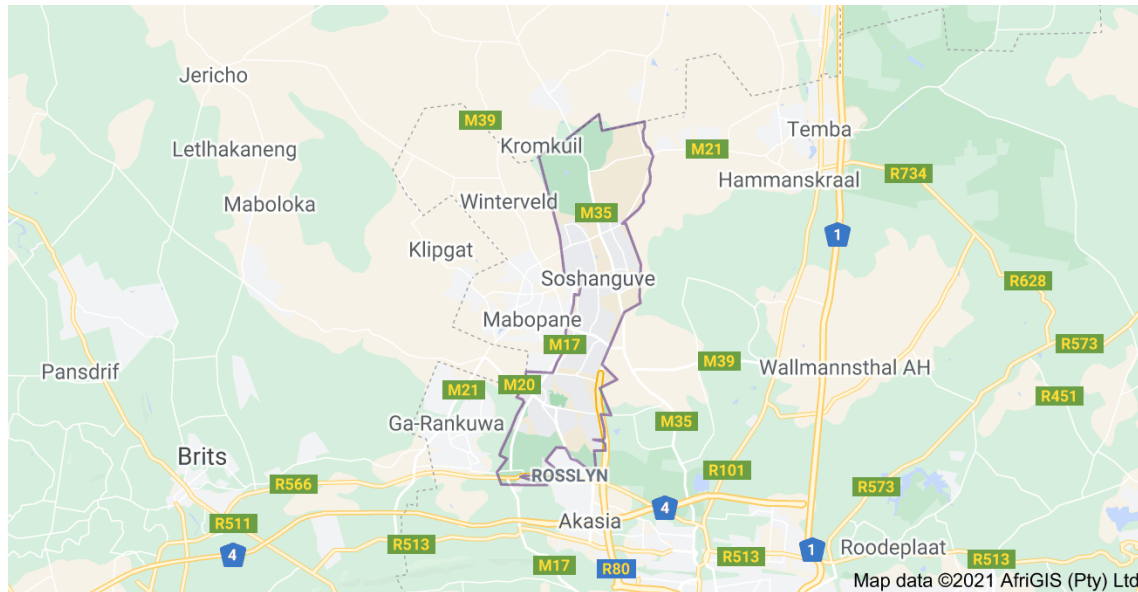 Jericho
M39
Temba
Kromkuil
M21
Letlhakaneng
R734
Hammanskraal
Maboloka
Winterveld
M35
1
Klipgat
Soshanguve
R628
Mabopane
M17
R573
M39
Wallmannsthal AH
Pansdrif
M20
M21
R451
Ga-Rankuwa
M35
Brits
R101
ROSSLYN
R566
R573
4
R511
Akasia
R513
1
Roodeplaat
4
R513
R513
M17
R80
Map data ©2021 AfriGIS (Pty) Ltd